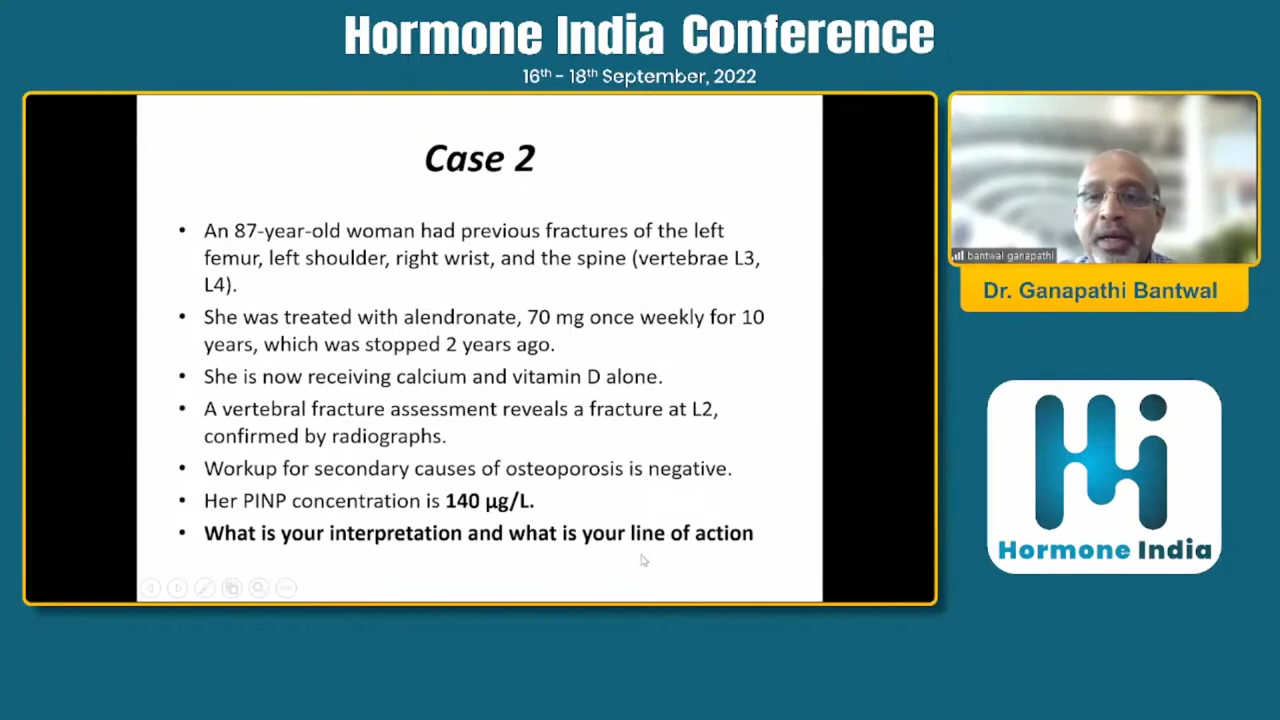 Hormone India Conference
16th - 18th September, 2022
Case 2
• An 87-year-old woman had previous fractures of the left
femur, left shoulder, right wrist, and the spine (vertebrae L3,
L4).
• She was treated with alendronate, 70 mg once weekly for 10
years, which was stopped 2 years ago.
• She is now receiving calcium and vitamin D alone.
• A vertebral fracture assessment reveals a fracture at L2,
confirmed by radiographs.
• Workup for secondary causes of osteoporosis is negative.
• Her PINP concentration is 140 µg/L.
• What is your interpretation and what is your line of action
bantwal ganapathi
Dr. Ganapathi Bantwal
Hormone India